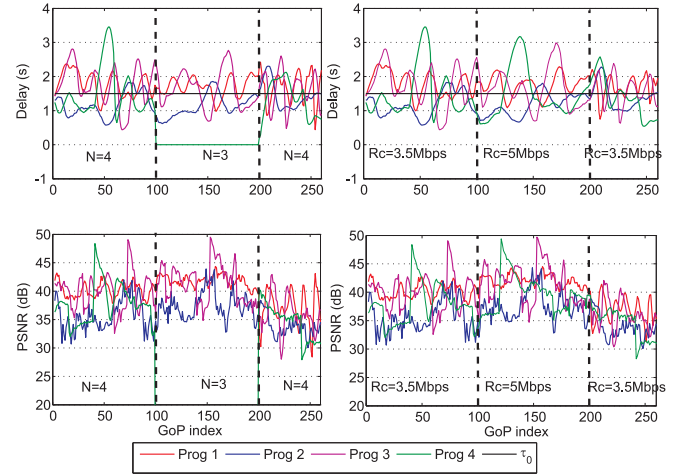 4
3
2
1
0
-1
Delay (s)
N=4
N=3
N=4
0 50 100 150 200 250
4
3
2
1
0
-1
Delay (s)
Rc=3.5Mbps
Rc=5Mbps
Rc=3.5Mbps
0 50 100 150 200 250
50
45
40
35
30
25
20
PSNR (dB)
N=4
N=3
N=4
0 50 100 150 200 250
GoP index
50
45
40
35
30
25
20
PSNR (dB)
Rc=3.5Mbps
Rc=5Mbps
Rc=3.5Mbps
0 50 100 150 200 250
GoP index
Prog 1 Prog 2 Prog 3 Prog 4 τ0